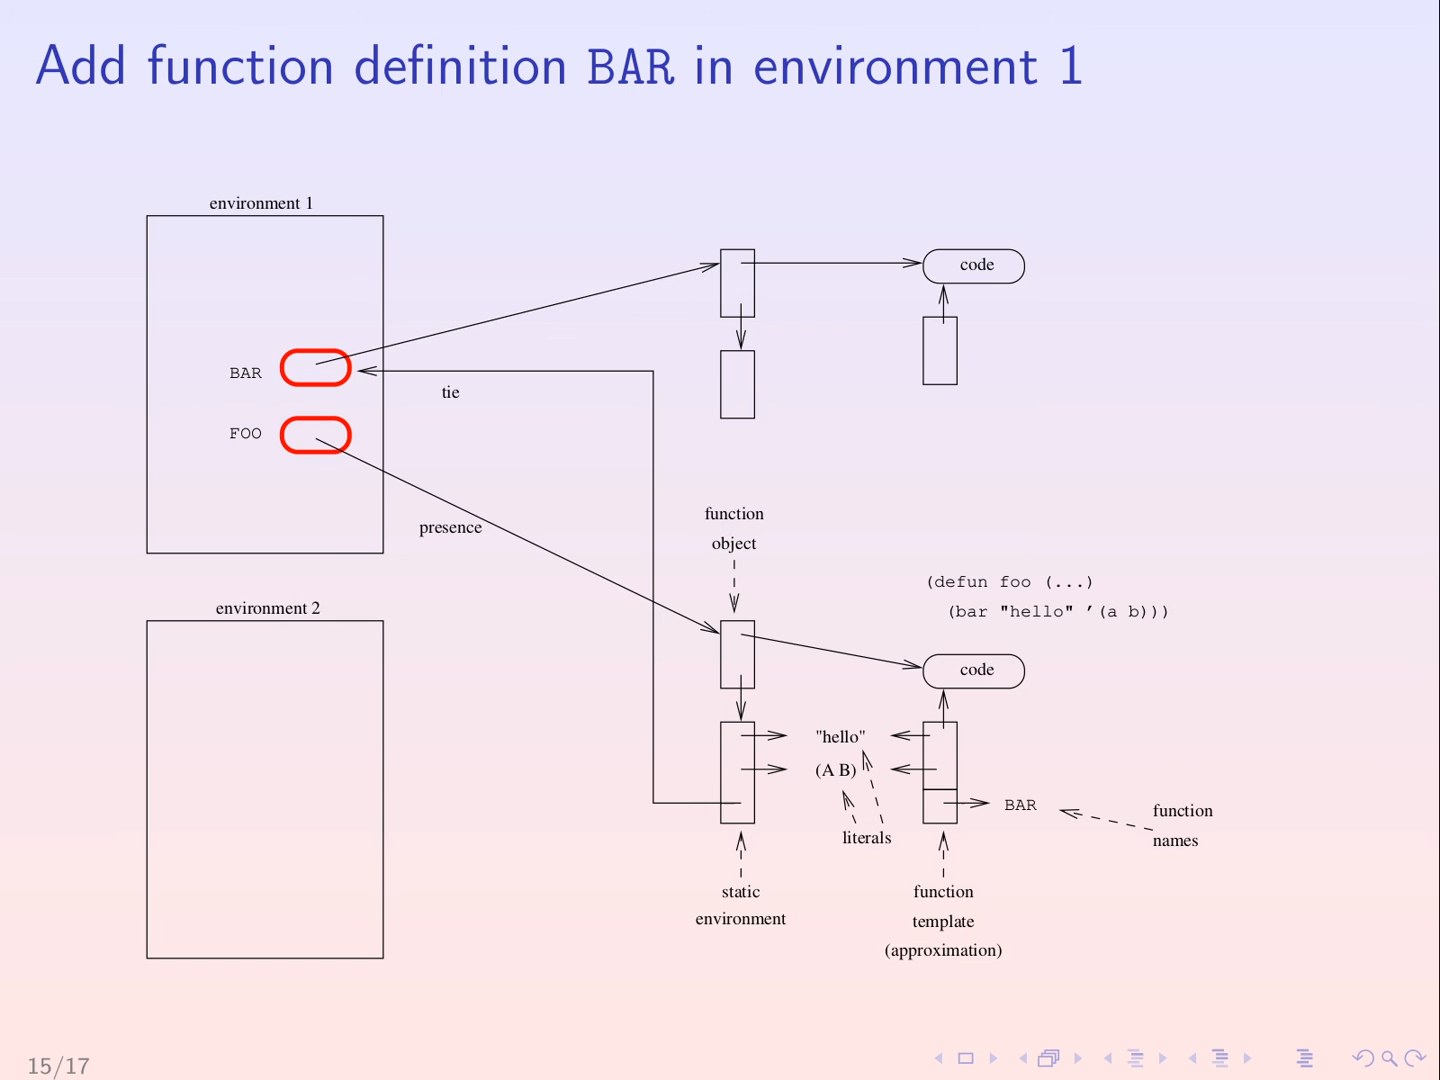 Add function definition BAR in environment 1
environment 1
code
BAR
tie
FOO
presence
function
object
(defun foo (...)
(bar "hello" ’(a b)))
environment 2
code
"hello"
(A B)
BAR
function
names
literals
static
environment
function
template
(approximation)
15/17